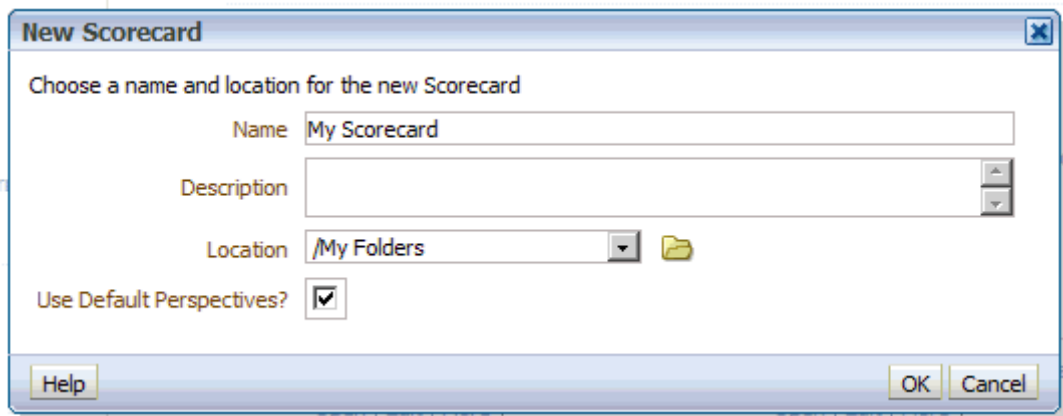 New Scorecard
Choose a name and location for the new Scorecard
Name My Scorecard
Description
Location /My Folders
Use Default Perspectives?
Help OK Cancel